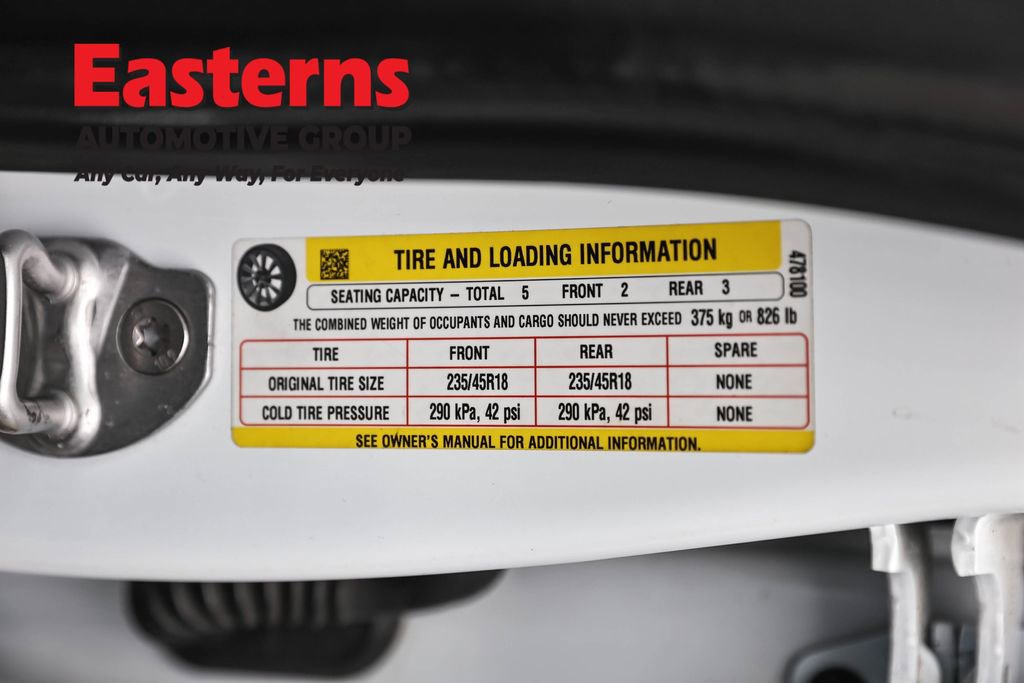 Easterns
AUTOMOTIVE GROUP
Any Car, Any Way, For Everyone
TIRE AND LOADING INFORMATION
478100
SEATING CAPACITY – TOTAL 5 FRONT 2 REAR 3
THE COMBINED WEIGHT OF OCCUPANTS AND CARGO SHOULD NEVER EXCEED 375 kg OR 826 lb
TIRE FRONT REAR SPARE
ORIGINAL TIRE SIZE 235/45R18 235/45R18 NONE
COLD TIRE PRESSURE 290 kPa, 42 psi 290 kPa, 42 psi NONE
SEE OWNER'S MANUAL FOR ADDITIONAL INFORMATION.